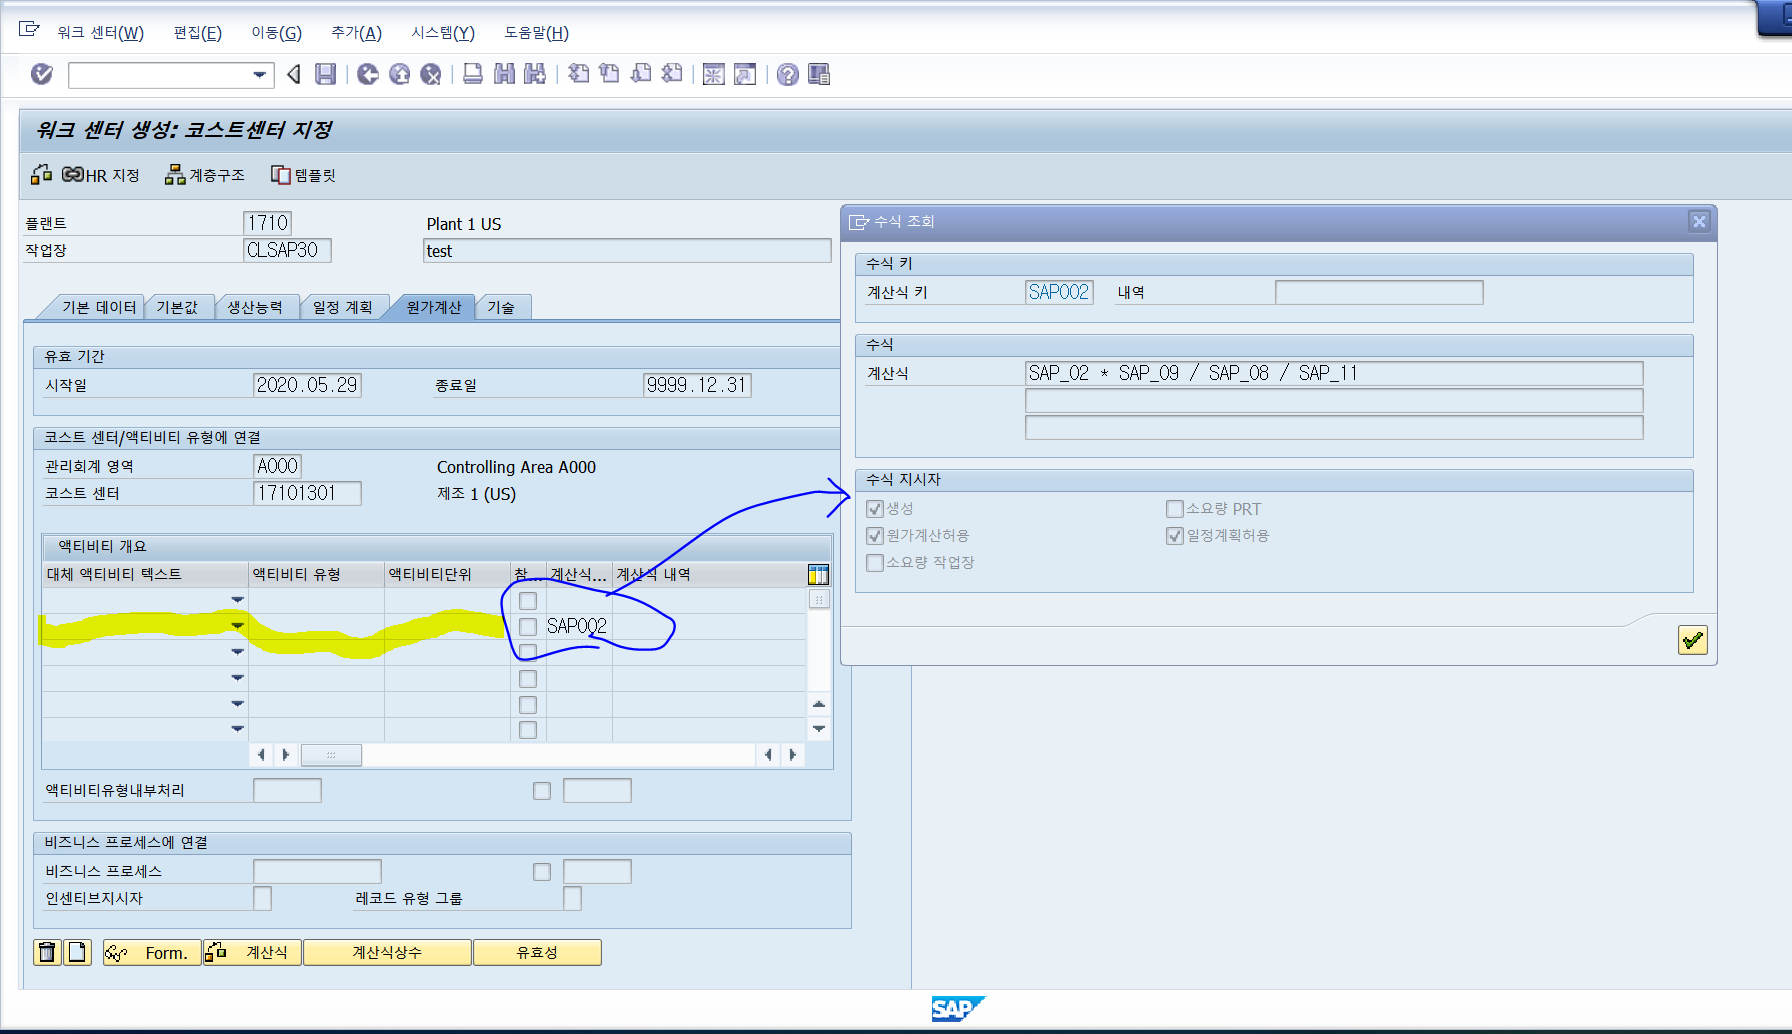 워크 센터(W) 편집(E) 이동(G) 추가(A) 시스템(Y) 도움말(H)
워크 센터 생성: 코스트센터 지정
HR 지정 계층구조 템플릿
플랜트 1710 Plant 1 US
작업장 CLSAP30 test
기본 데이터 기본값 생산능력 일정 계획 원가계산 기술
유효 기간
시작일 2020.05.29 종료일 9999.12.31
코스트 센터/액티비티 유형에 연결
관리회계 영역 A000 Controlling Area A000
코스트 센터 17101301 제조 1 (US)
액티비티 개요
대체 액티비티 텍스트 액티비티 유형 액티비티단위 참... 계산식... 계산식 내역
SAP002
액티비티유형내부처리
비즈니스 프로세스에 연결
비즈니스 프로세스
인센티브지시자 레코드 유형 그룹
Form. 계산식 계산식상수 유효성
수식 조회
수식 키
계산식 키 SAP002 내역
수식
계산식 SAP_02 * SAP_09 / SAP_08 / SAP_11
수식 지시자
생성 소요량 PRT
원가계산허용 일정계획허용
소요량 작업장
SAP